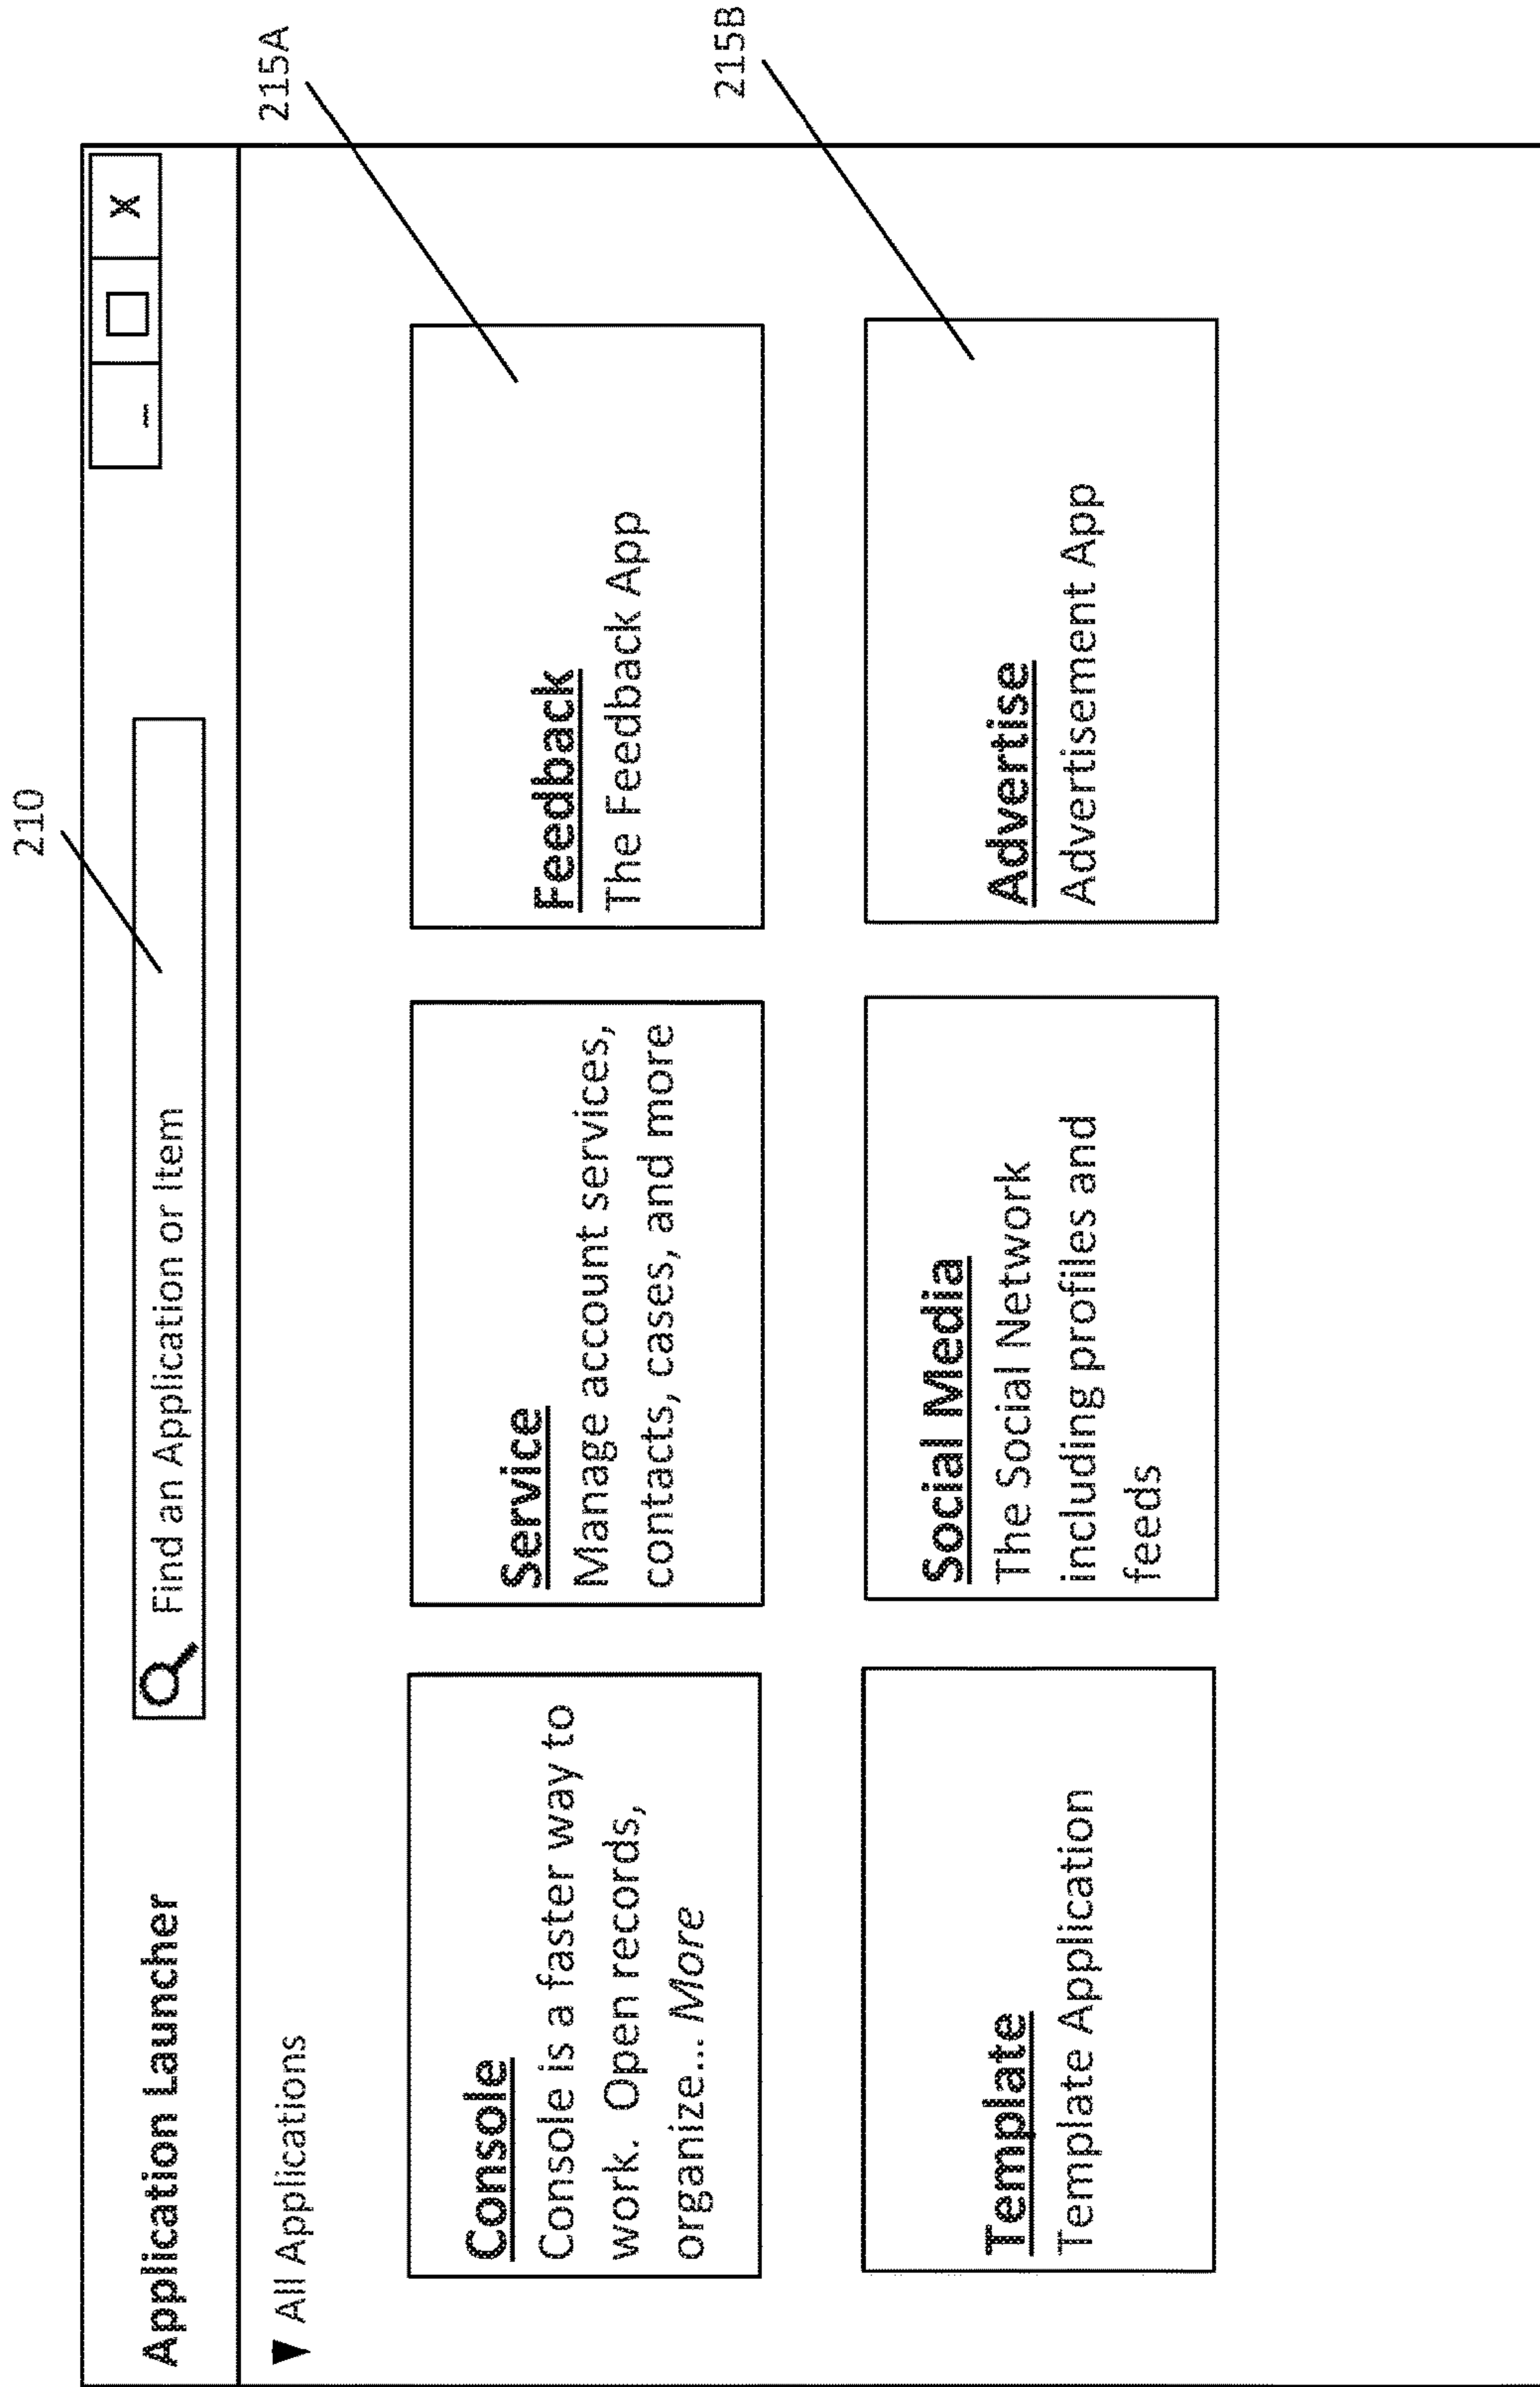 210
Application Launcher
Find an Application or Item
_
X
▼ All Applications
215A
Console
Console is a faster way to
work. Open records,
organize... More
Service
Manage account services,
contacts, cases, and more
Feedback
The Feedback App
215B
Template
Template Application
Social Media
The Social Network
including profiles and
feeds
Advertise
Advertisement App